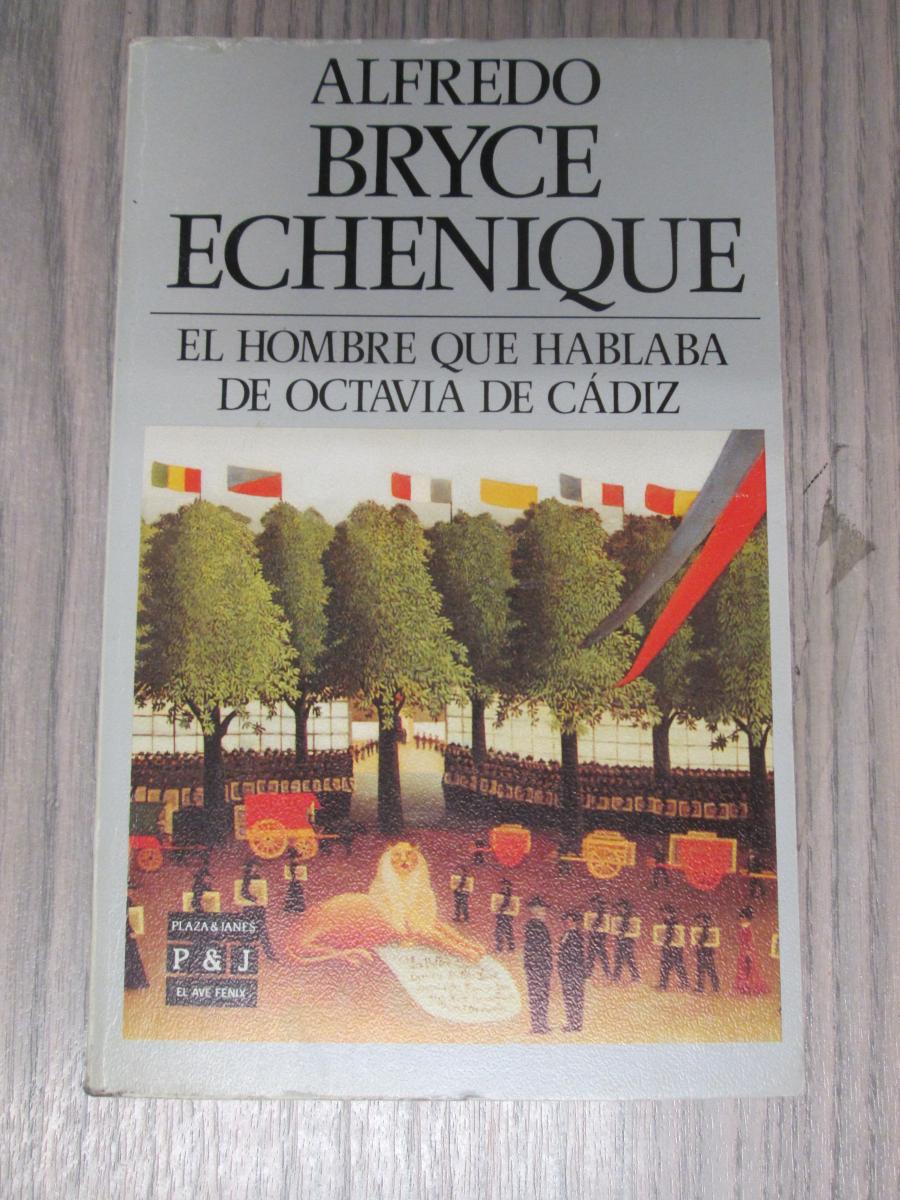 ALFREDO
BRYCE
ECHENIQUE
EL HOMBRE QUE HABLABA
DE OCTAVIA DE CÁDIZ
PLAZA & JANES
P & J
EL AVE FENIX